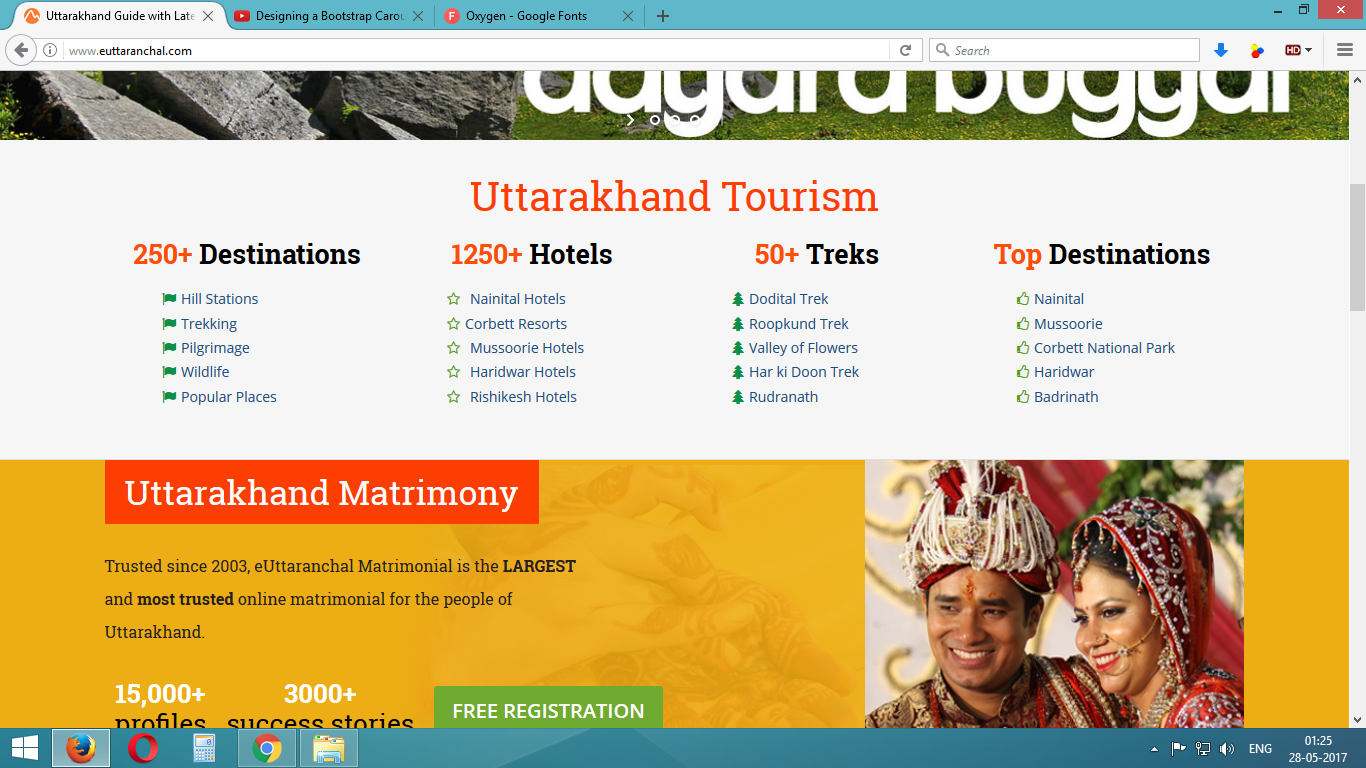 Uttarakhand Guide with Late
Designing a Bootstrap Carou
Oxygen - Google Fonts
www.euttaranchal.com
Search
HD
Uttarakhand Tourism
250+ Destinations
Hill Stations
Trekking
Pilgrimage
Wildlife
Popular Places
1250+ Hotels
Nainital Hotels
Corbett Resorts
Mussoorie Hotels
Haridwar Hotels
Rishikesh Hotels
50+ Treks
Dodital Trek
Roopkund Trek
Valley of Flowers
Har ki Doon Trek
Rudranath
Top Destinations
Nainital
Mussoorie
Corbett National Park
Haridwar
Badrinath
Uttarakhand Matrimony
Trusted since 2003, eUttaranchal Matrimonial is the LARGEST
and most trusted online matrimonial for the people of
Uttarakhand.
15,000+
profiles
3000+
success stories
FREE REGISTRATION
ENG
01:25
28-05-2017